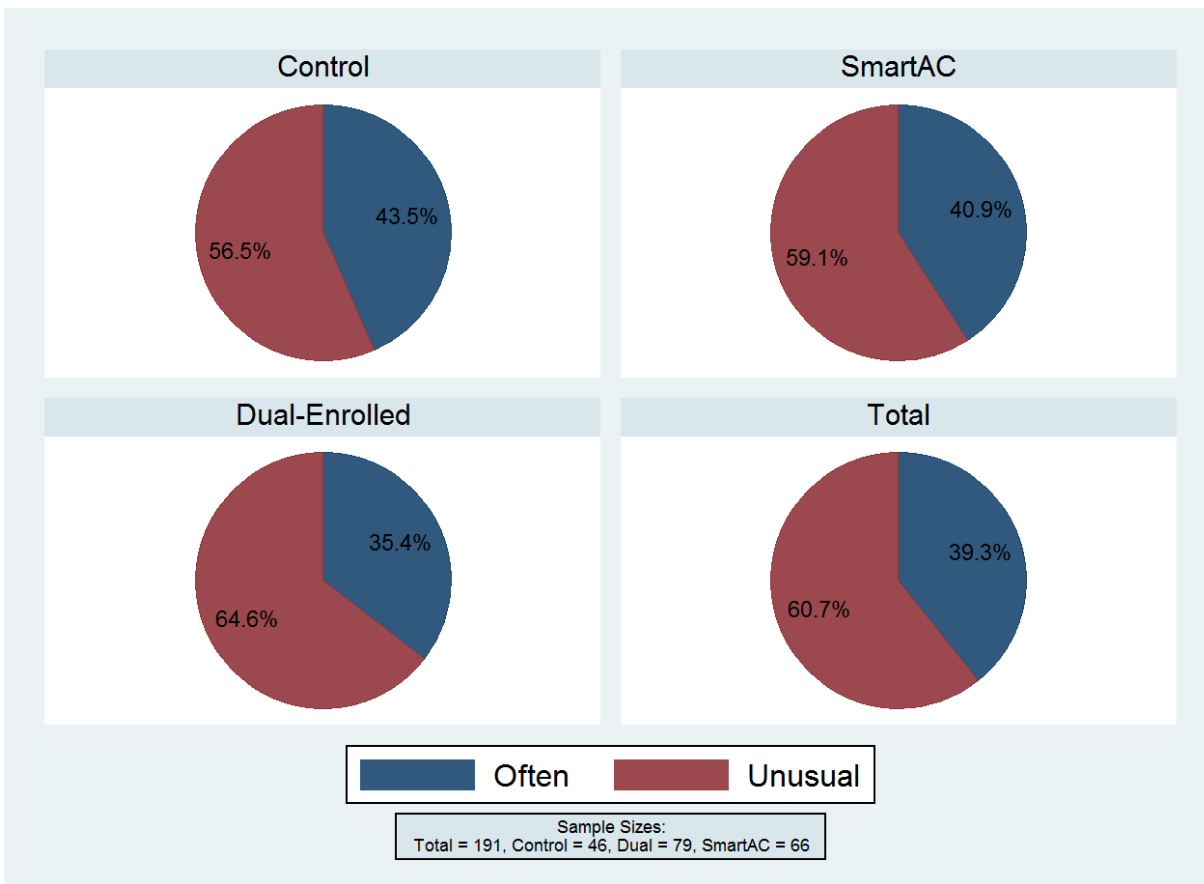 Control
43.5%
56.5%
SmartAC
40.9%
59.1%
Dual-Enrolled
35.4%
64.6%
Total
39.3%
60.7%
Often
Unusual
Sample Sizes:
Total = 191, Control = 46, Dual = 79, SmartAC = 66